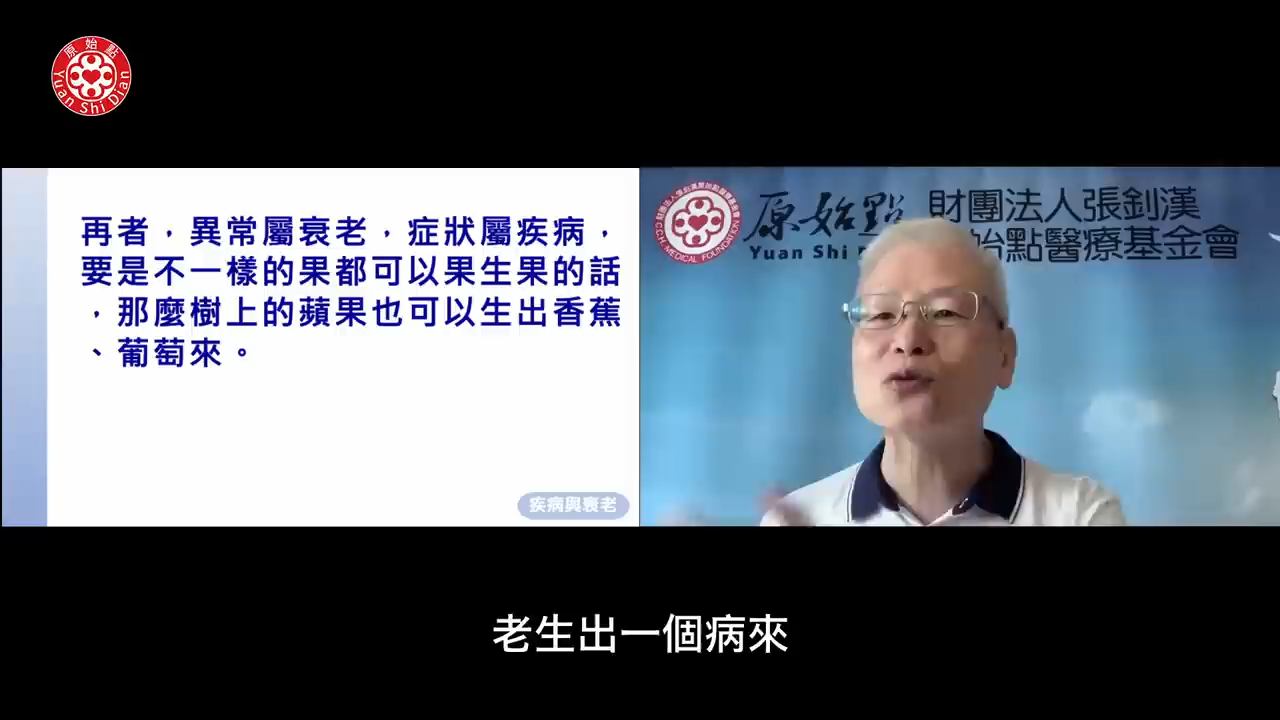 原始點
Yuan Shi Dian
再者，異常屬衰老，症狀屬疾病，
要是不一樣的果都可以果生果的話
，那麼樹上的蘋果也可以生出香蕉
、葡萄來。
疾病與衰老
原始點
Yuan Shi
財團法人張釗漢
始點醫療基金會
老生出一個病來